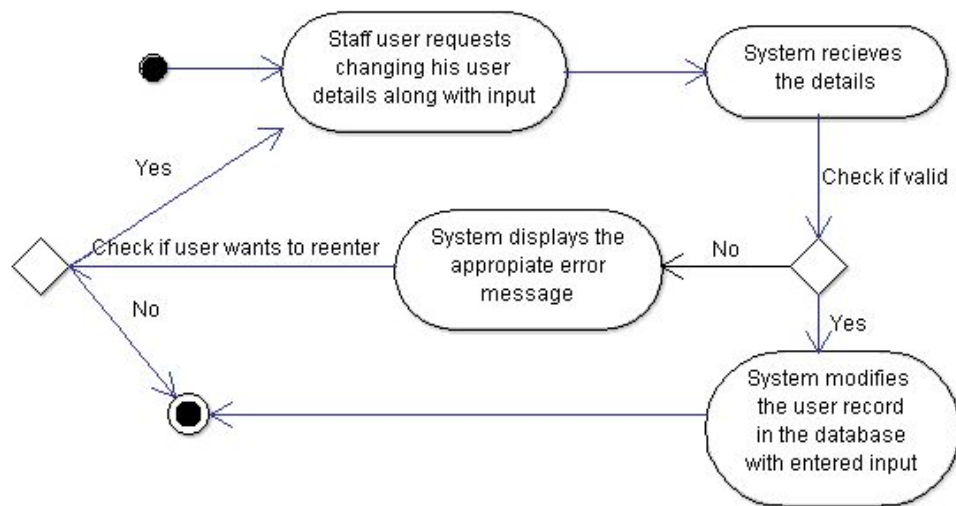 Staff user requests
changing his user
details along with input
System recieves
the details
Yes
Check if valid
Check if user wants to reenter
System displays the
appropiate error
message
No
No
Yes
System modifies
the user record
in the database
with entered input